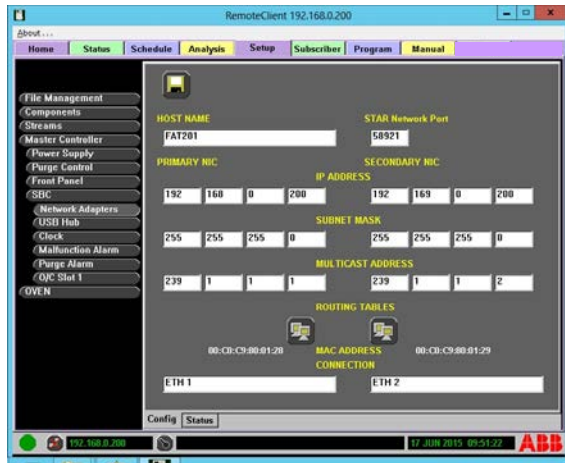 RemoteClient 192.168.0.200
About...
Home Status Schedule Analysis Setup Subscriber Program Manual
File Management
Components
Streams
Master Controller
Power Supply
Purge Control
Front Panel
SBC
Network Adapters
USB Hub
Clock
Malfunction Alarm
Purge Alarm
O/C Slot 1
OVEN
HOST NAME STAR Network Port
FAT201 58921
PRIMARY NIC SECONDARY NIC
IP ADDRESS
192 168 0 200 192 169 0 200
SUBNET MASK
255 255 255 0 255 255 255 0
MULTICAST ADDRESS
239 1 1 1 239 1 1 2
ROUTING TABLES
00:C0:C9:80:01:28 MAC ADDRESS 00:C0:C9:80:01:29
CONNECTION
ETH 1 ETH 2
Config Status
192.168.0.200 17 JUN 2015 09:51:22 ABB